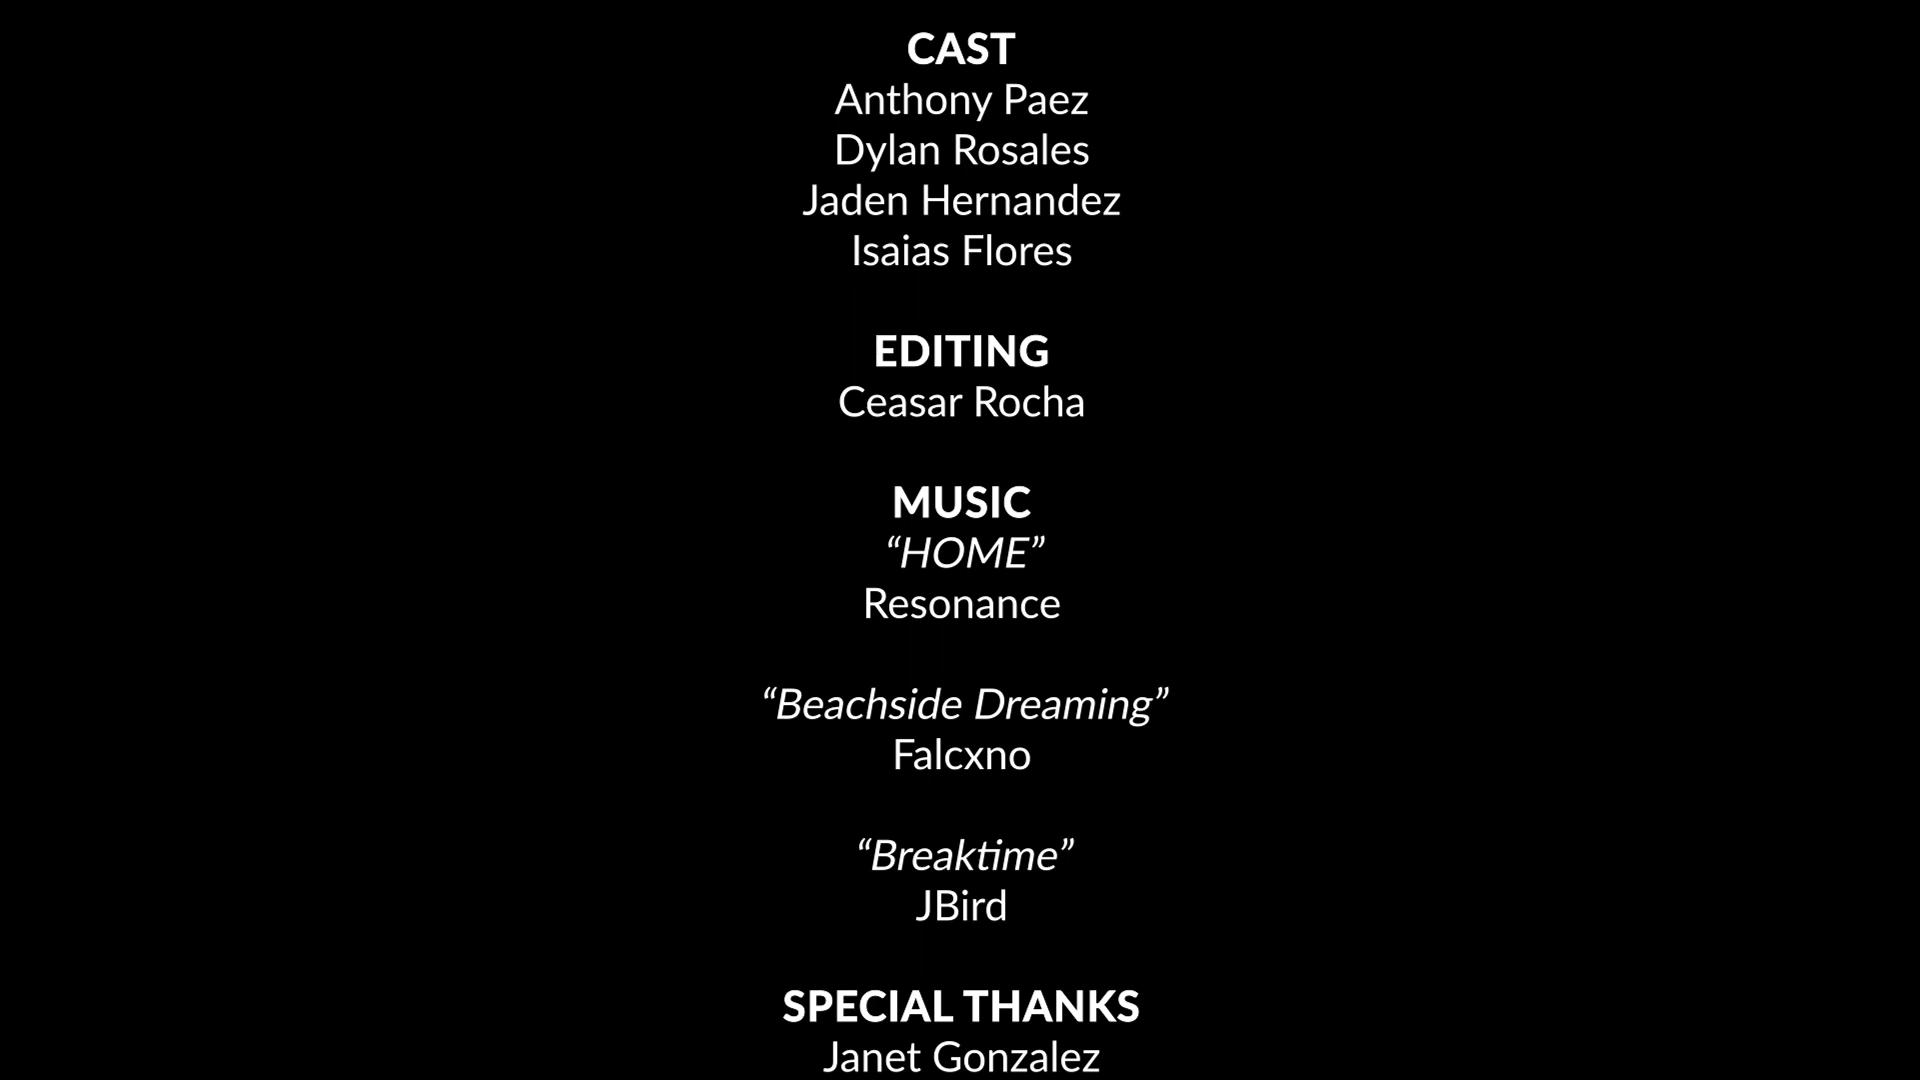 CAST
Anthony Paez
Dylan Rosales
Jaden Hernandez
Isaias Flores
EDITING
Ceasar Rocha
MUSIC
“HOME”
Resonance
“Beachside Dreaming”
Falcxno
“Breaktime”
JBird
SPECIAL THANKS
Janet Gonzalez